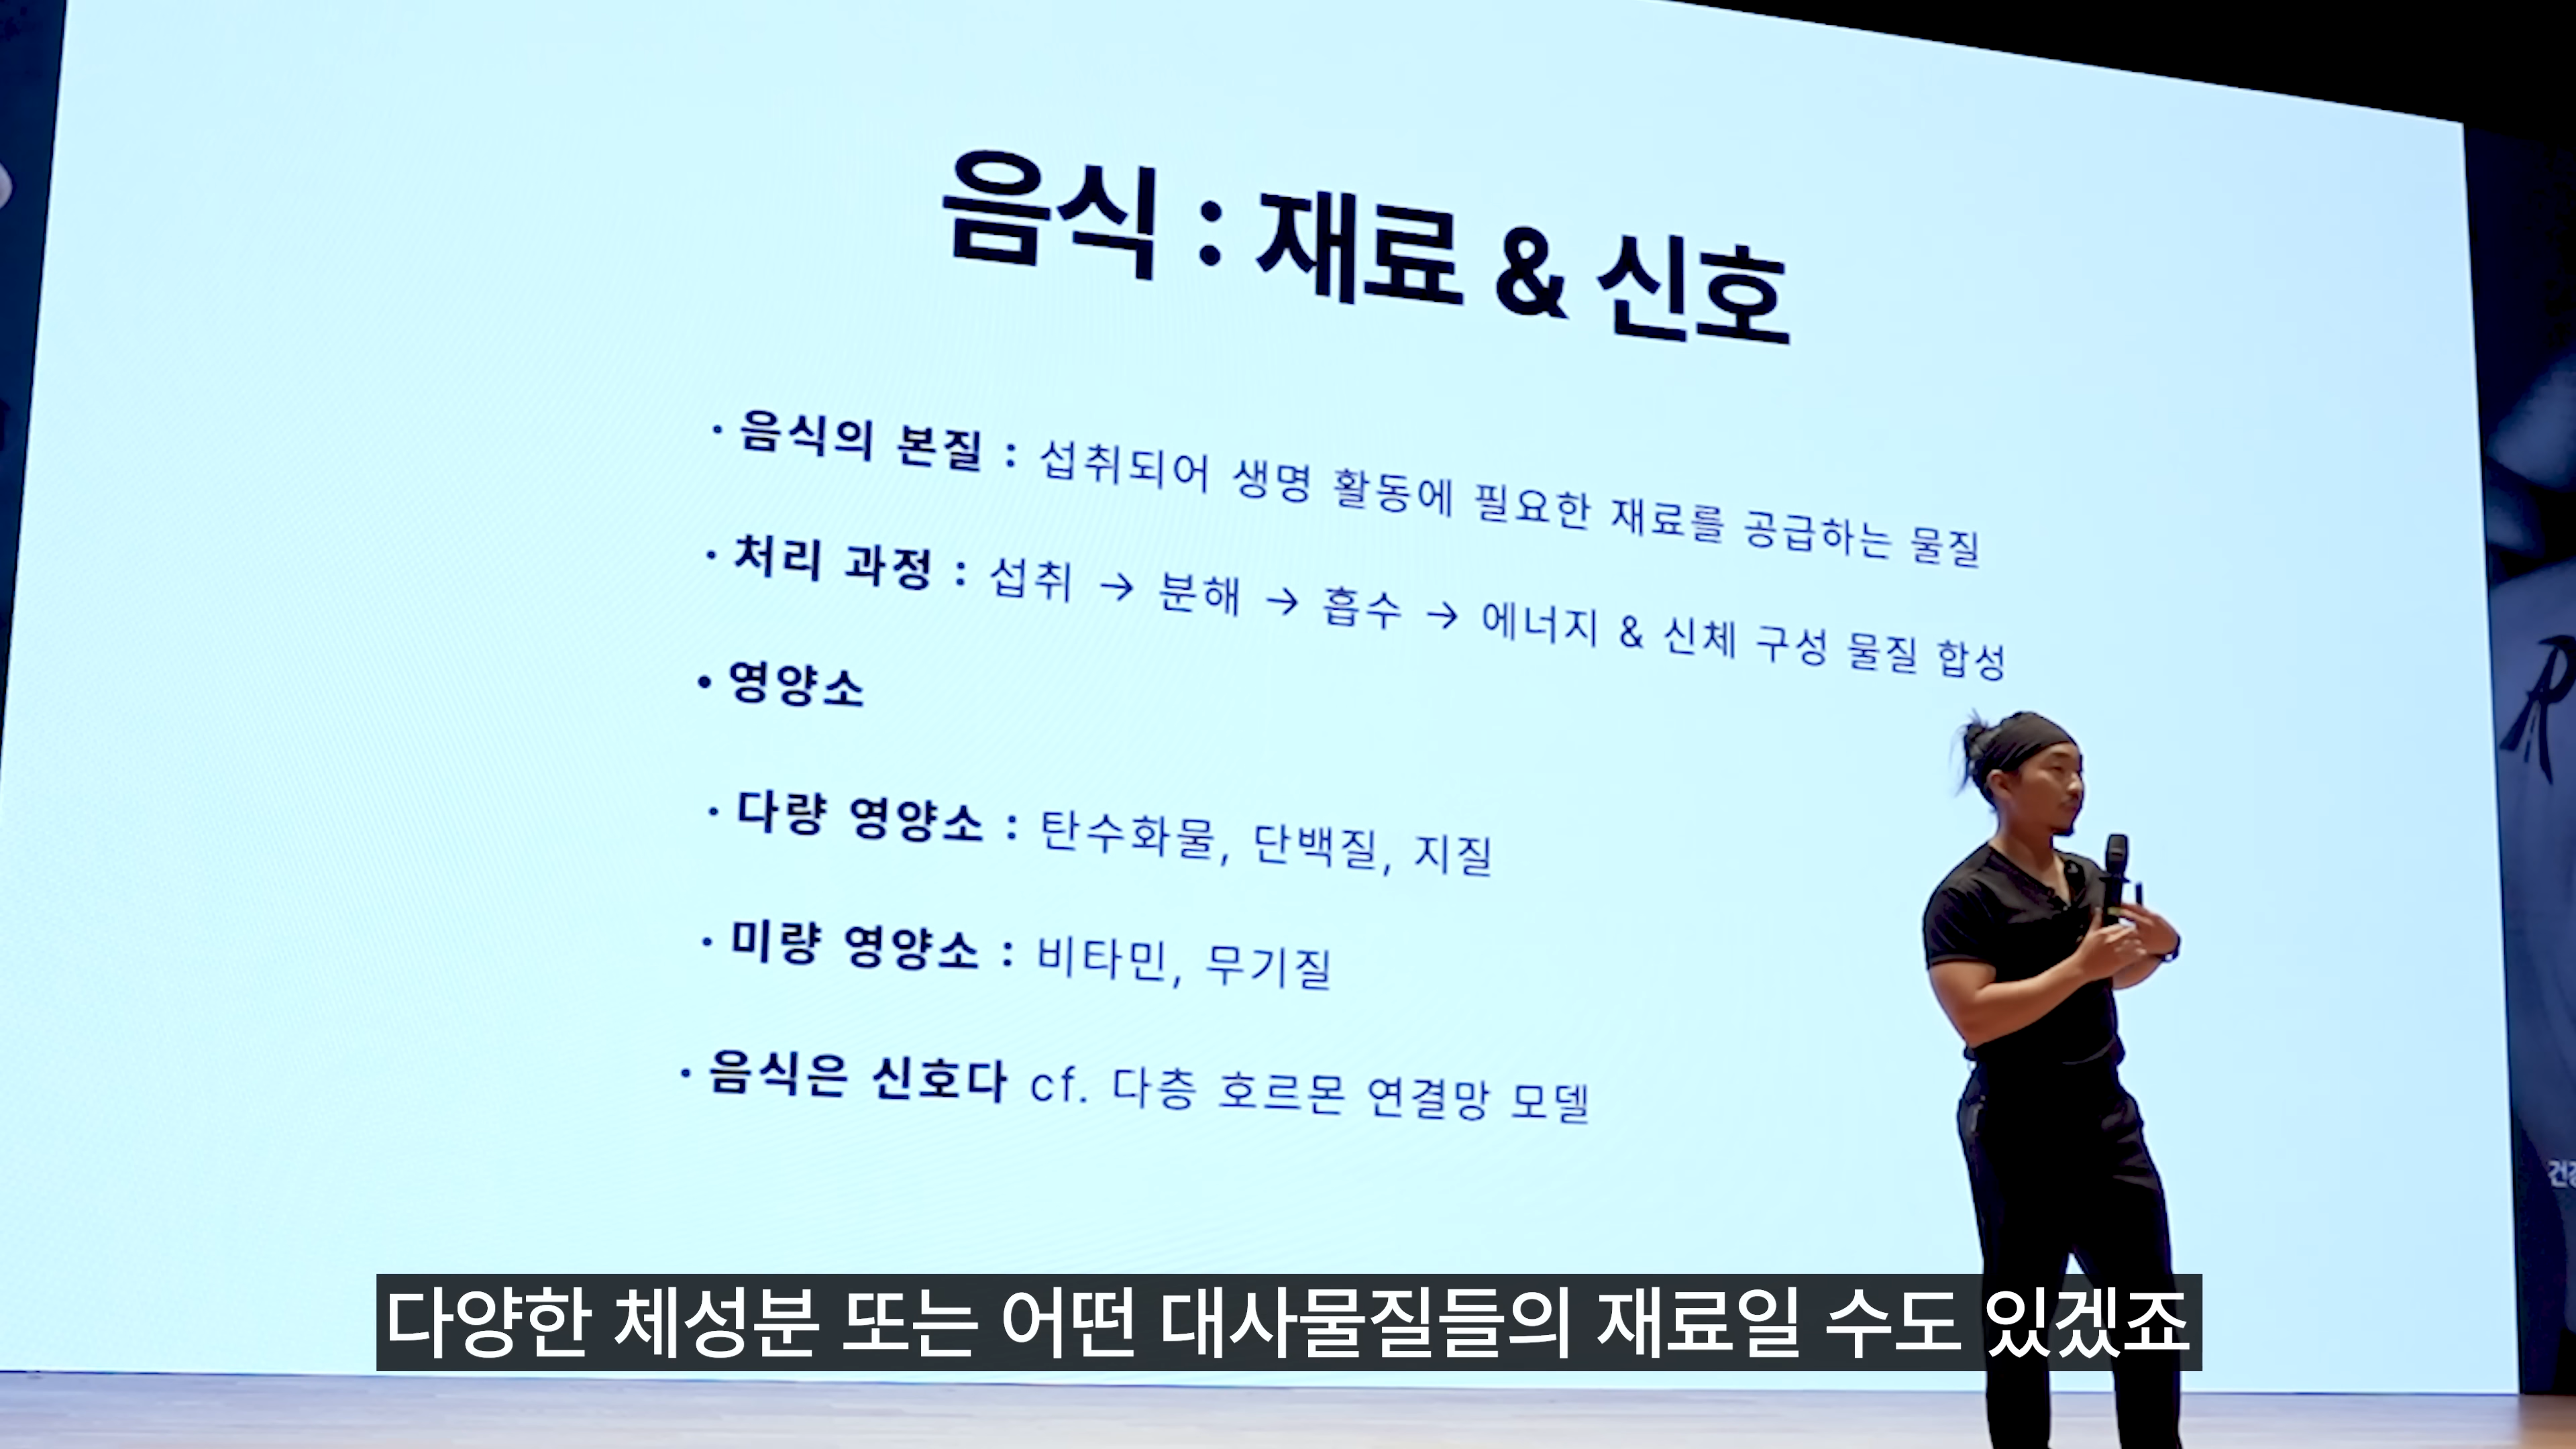 음식 : 재료 & 신호
· 음식의 본질 : 섭취되어 생명 활동에 필요한 재료를 공급하는 물질
· 처리 과정 : 섭취 → 분해 → 흡수 → 에너지 & 신체 구성 물질 합성
• 영양소
· 다량 영양소 : 탄수화물, 단백질, 지질
· 미량 영양소 : 비타민, 무기질
· 음식은 신호다 cf. 다층 호르몬 연결망 모델
다양한 체성분 또는 어떤 대사물질들의 재료일 수도 있겠죠